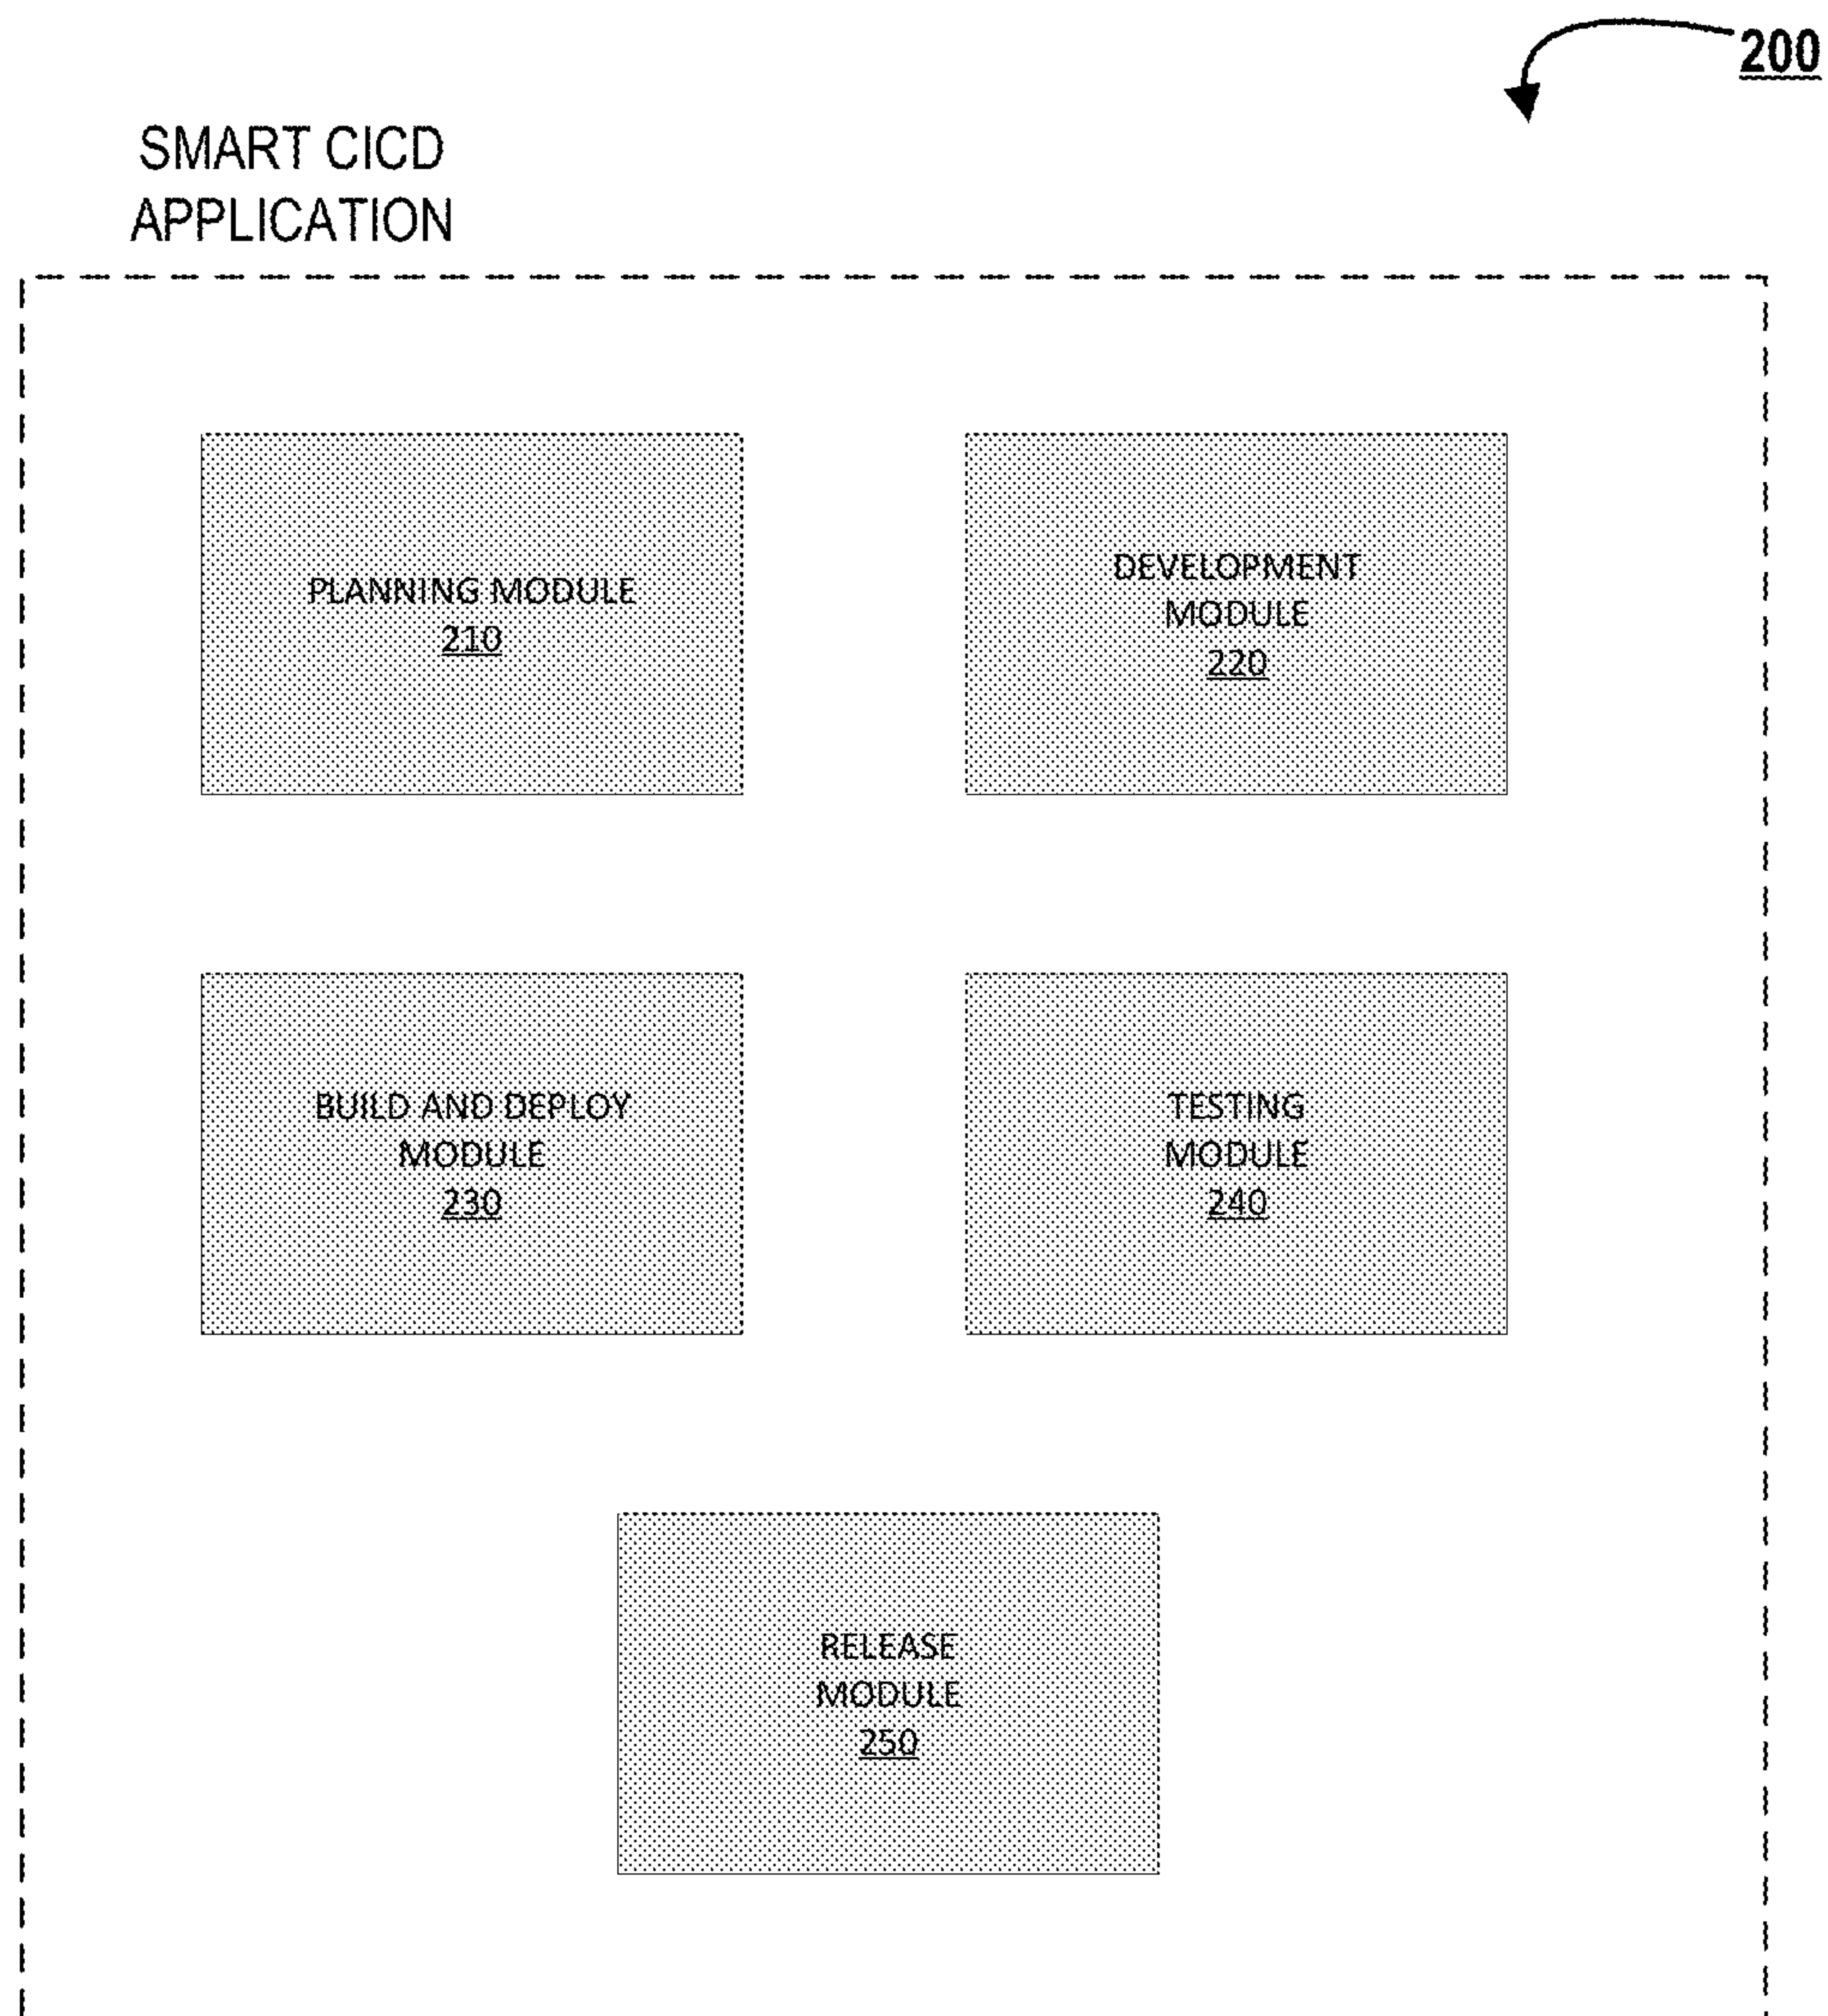 200
SMART CICD
APPLICATION
PLANNING MODULE
210
DEVELOPMENT
MODULE
220
BUILD AND DEPLOY
MODULE
230
TESTING
MODULE
240
RELEASE
MODULE
250